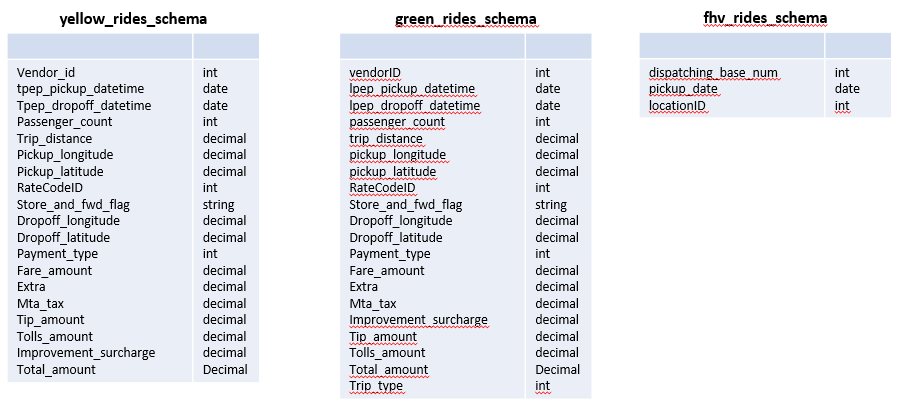 yellow_rides_schema
Vendor_id int
tpep_pickup_datetime date
Tpep_dropoff_datetime date
Passenger_count int
Trip_distance decimal
Pickup_longitude decimal
Pickup_latitude decimal
RateCodeID int
Store_and_fwd_flag string
Dropoff_longitude decimal
Dropoff_latitude decimal
Payment_type int
Fare_amount decimal
Extra decimal
Mta_tax decimal
Tip_amount decimal
Tolls_amount decimal
Improvement_surcharge decimal
Total_amount Decimal
green_rides_schema
vendorID int
lpep_pickup_datetime date
lpep_dropoff_datetime date
passenger_count int
trip_distance decimal
pickup_longitude decimal
pickup_latitude decimal
RateCodeID int
Store_and_fwd_flag string
Dropoff_longitude decimal
Dropoff_latitude decimal
Payment_type int
Fare_amount decimal
Extra decimal
Mta_tax decimal
Improvement_surcharge decimal
Tip_amount decimal
Tolls_amount decimal
Total_amount Decimal
Trip_type int
fhv_rides_schema
dispatching_base_num int
pickup_date date
locationID int